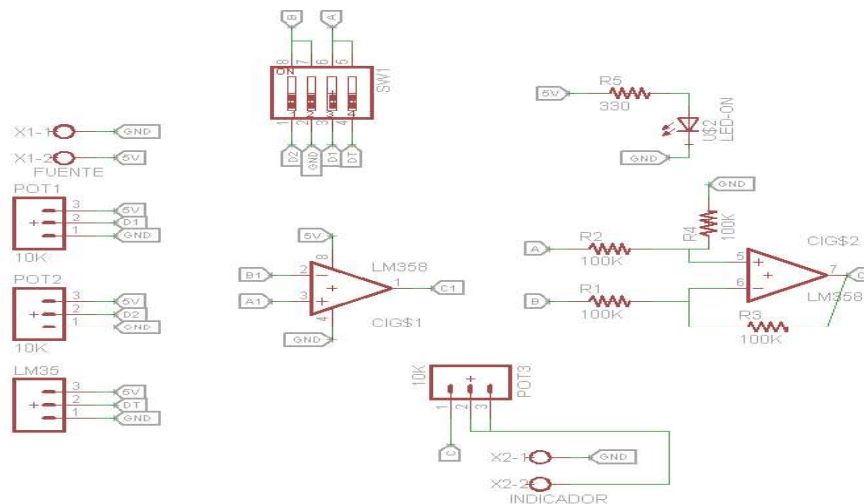 B
A
8
7
6
5
ON
1 2 3 4
SW1
1
2
3
4
D2
GND
D1
DT
5V
R5
330
U$2
LED-ON
GND
X1-1
GND
X1-2
5V
FUENTE
POT1
3
5V
2
D1
1
GND
10K
POT2
3
5V
2
D2
1
GND
10K
LM35
3
5V
2
DT
1
GND
5V
8
LM358
B1
2
1
C1
A1
3
4
CIG$1
GND
GND
R4
100K
A
R2
100K
CIG$2
5
7
C
6
LM358
B
R1
100K
R3
100K
10K
POT3
1
2
3
C
X2-1
GND
X2-2
INDICADOR